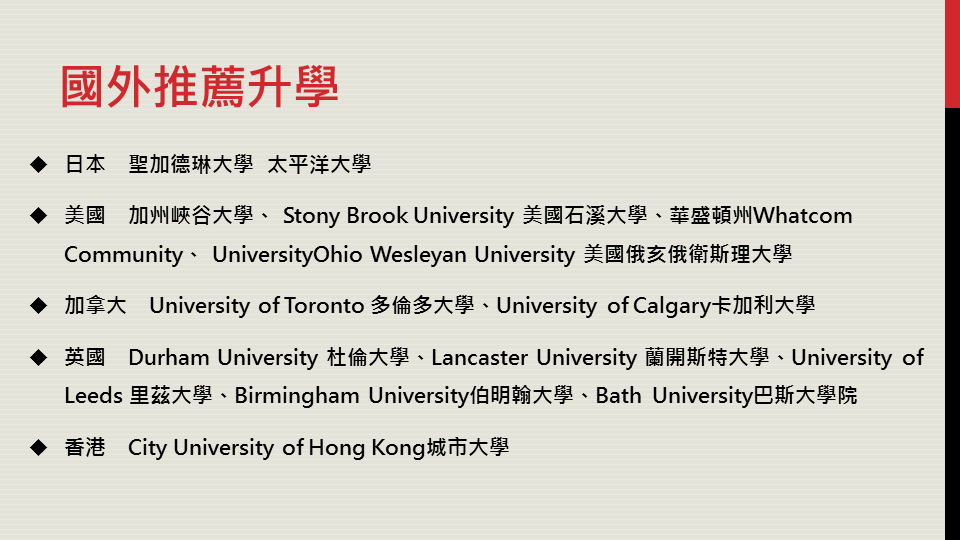 國外推薦升學
◆ 日本　聖加德琳大學 太平洋大學
◆ 美國　加州峽谷大學、 Stony Brook University 美國石溪大學、華盛頓州Whatcom
Community、 UniversityOhio Wesleyan University 美國俄亥俄衛斯理大學
◆ 加拿大　University of Toronto 多倫多大學、University of Calgary卡加利大學
◆ 英國　Durham University 杜倫大學、Lancaster University 蘭開斯特大學、University of
Leeds 里茲大學、Birmingham University伯明翰大學、Bath University巴斯大學院
◆ 香港　City University of Hong Kong城市大學